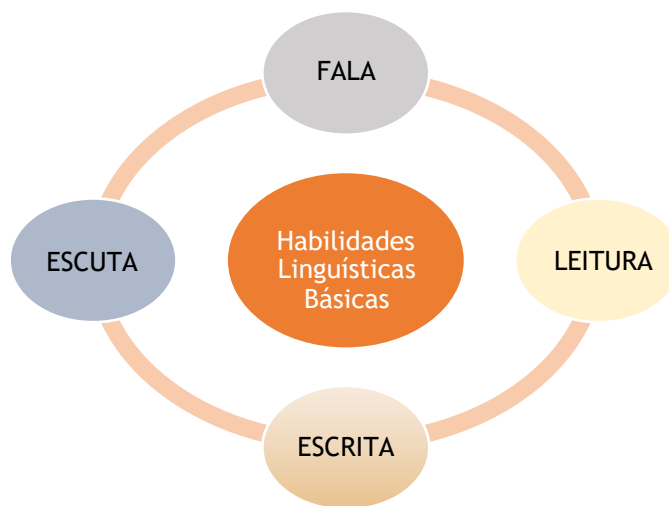 FALA
ESCUTA
Habilidades
Linguísticas
Básicas
LEITURA
ESCRITA